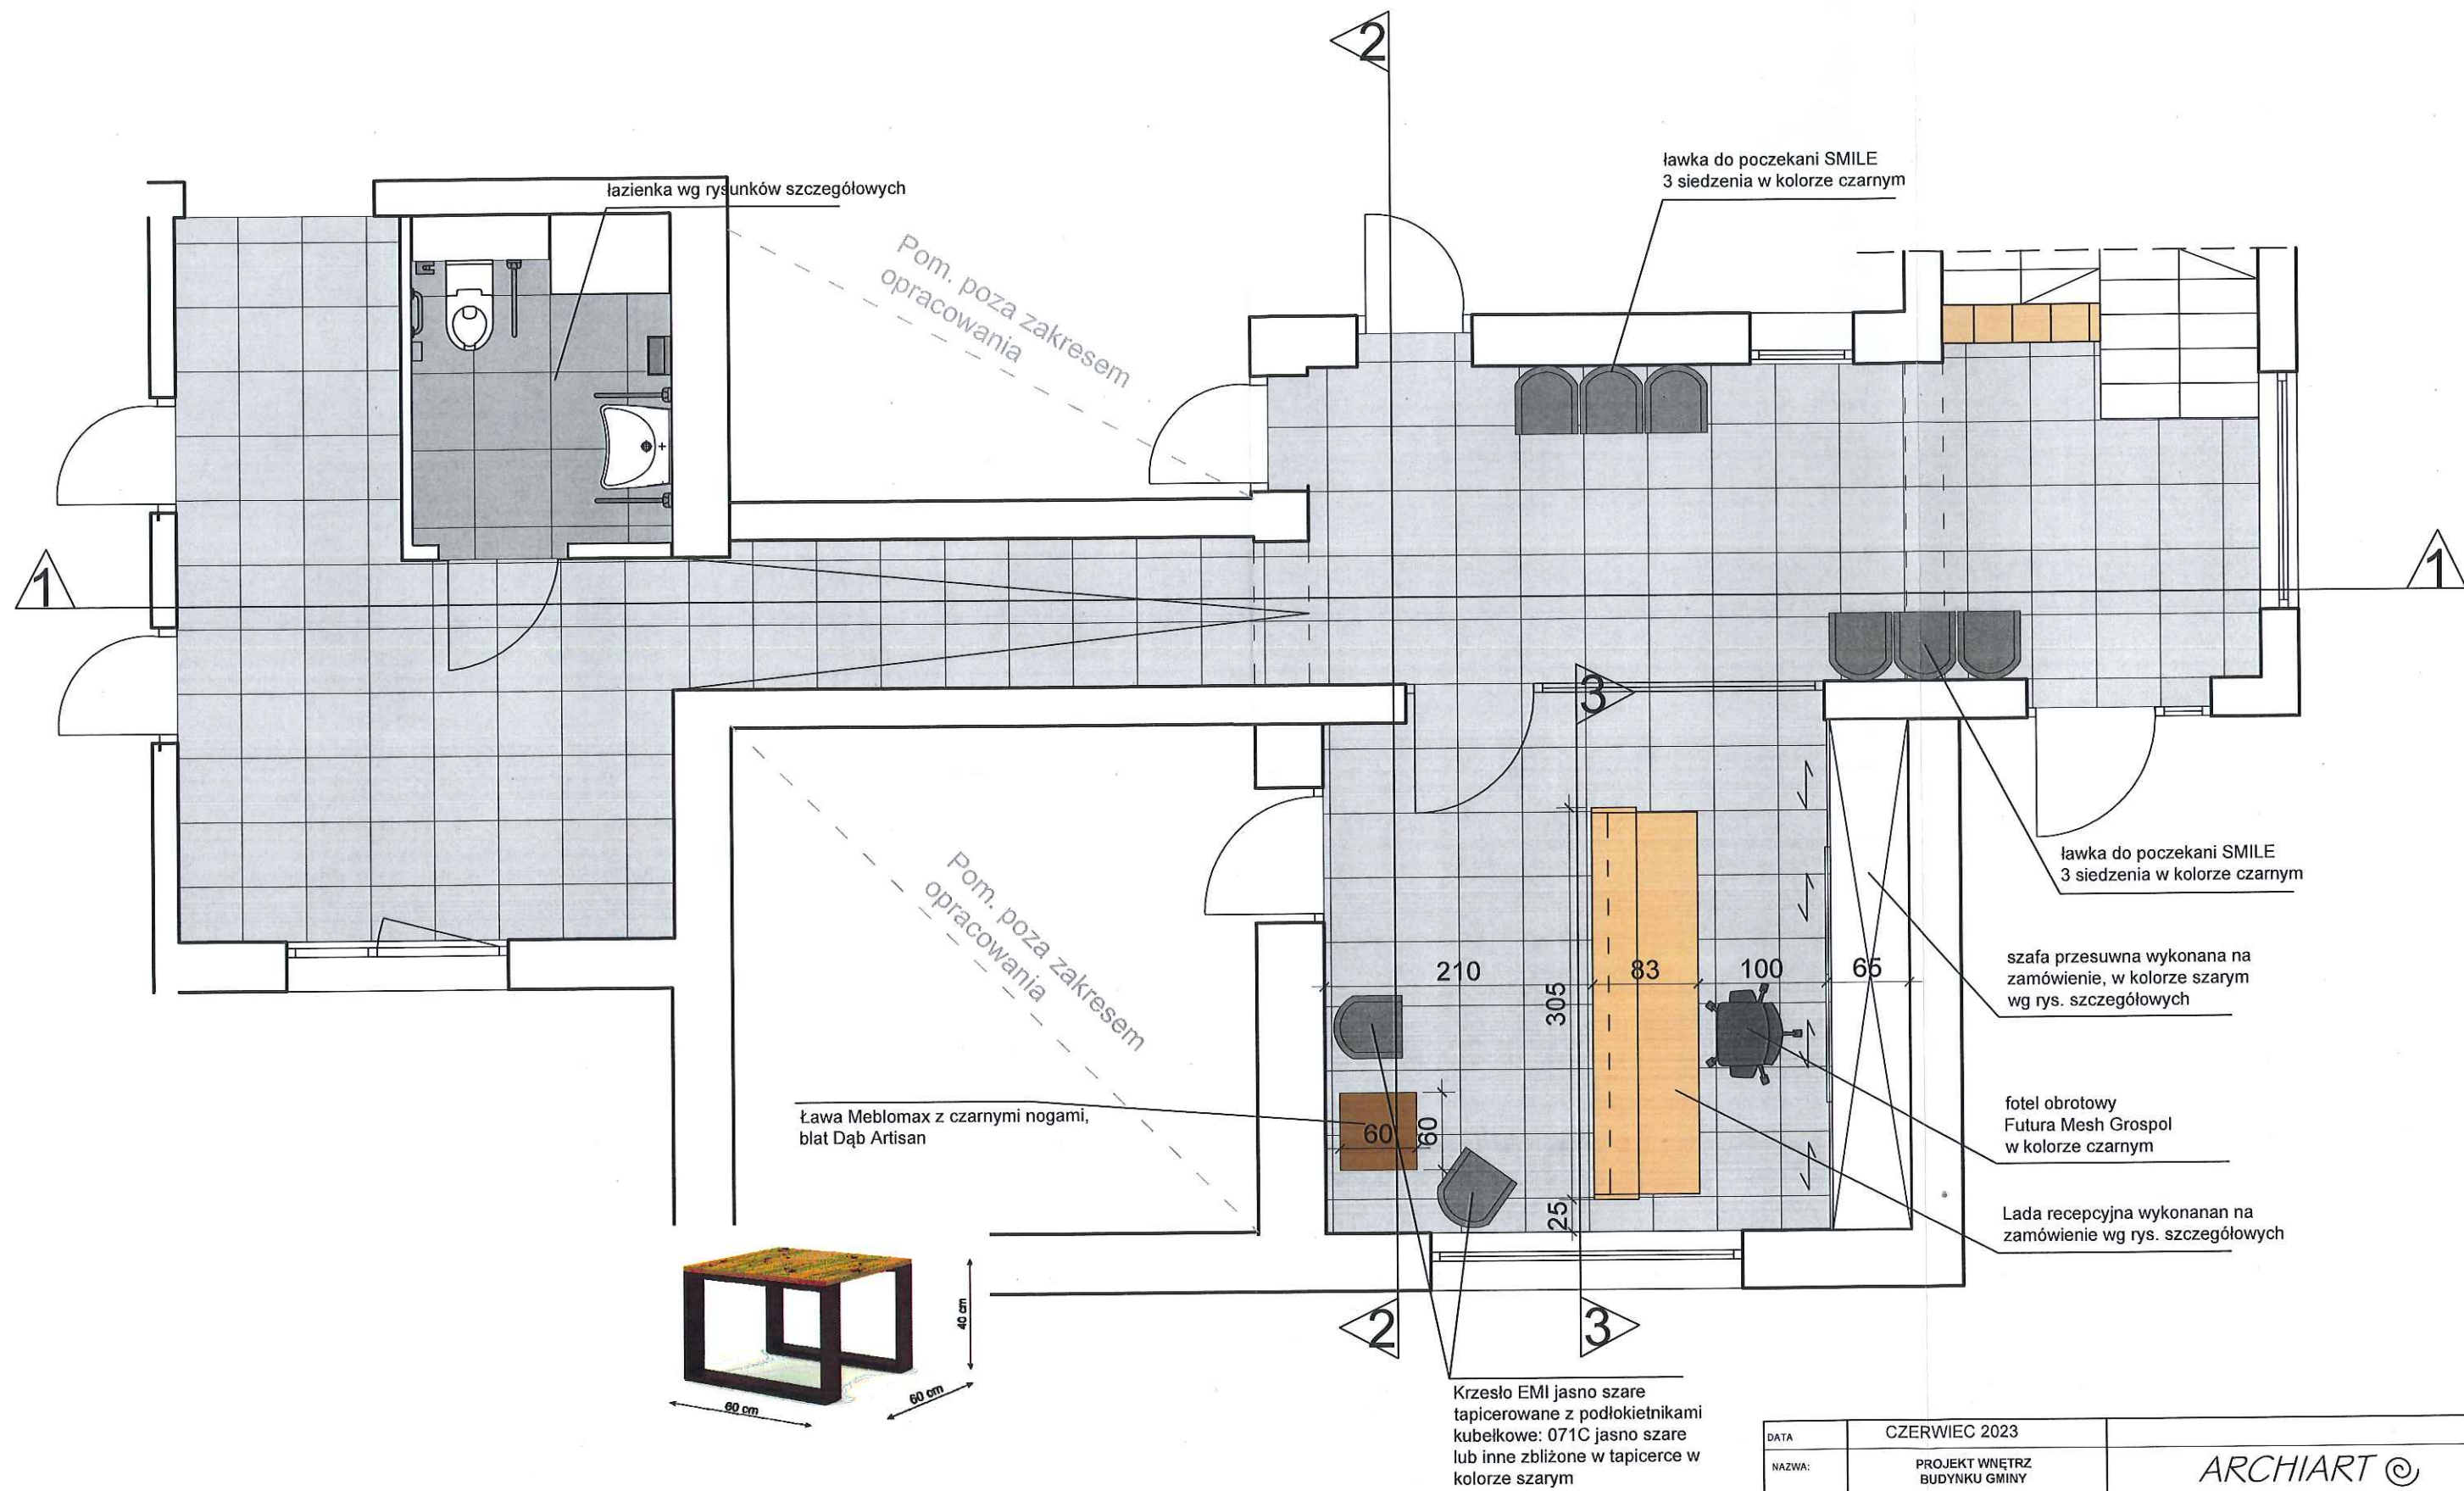 2
ławka do poczekani SMILE
3 siedzenia w kolorze czarnym
łazienka wg rysunków szczegółowych
Pom. poza zakresem
opracowania
1
1
3
ławka do poczekani SMILE
3 siedzenia w kolorze czarnym
Pom. poza zakresem
opracowania
szafa przesuwna wykonana na
zamówienie, w kolorze szarym
wg rys. szczegółowych
210
83
100
65
305
fotel obrotowy
Futura Mesh Grospol
w kolorze czarnym
Ława Meblomax z czarnymi nogami,
blat Dąb Artisan
60
60
25
Lada recepcyjna wykonanan na
zamówienie wg rys. szczegółowych
40 cm
60 cm
60 cm
2
3
Krzesło EMI jasno szare
tapicerowane z podłokietnikami
kubełkowe: 071C jasno szare
lub inne zbliżone w tapicerce w
kolorze szarym
DATA
CZERWIEC 2023
NAZWA:
PROJEKT WNĘTRZ
BUDYNKU GMINY
ARCHIART